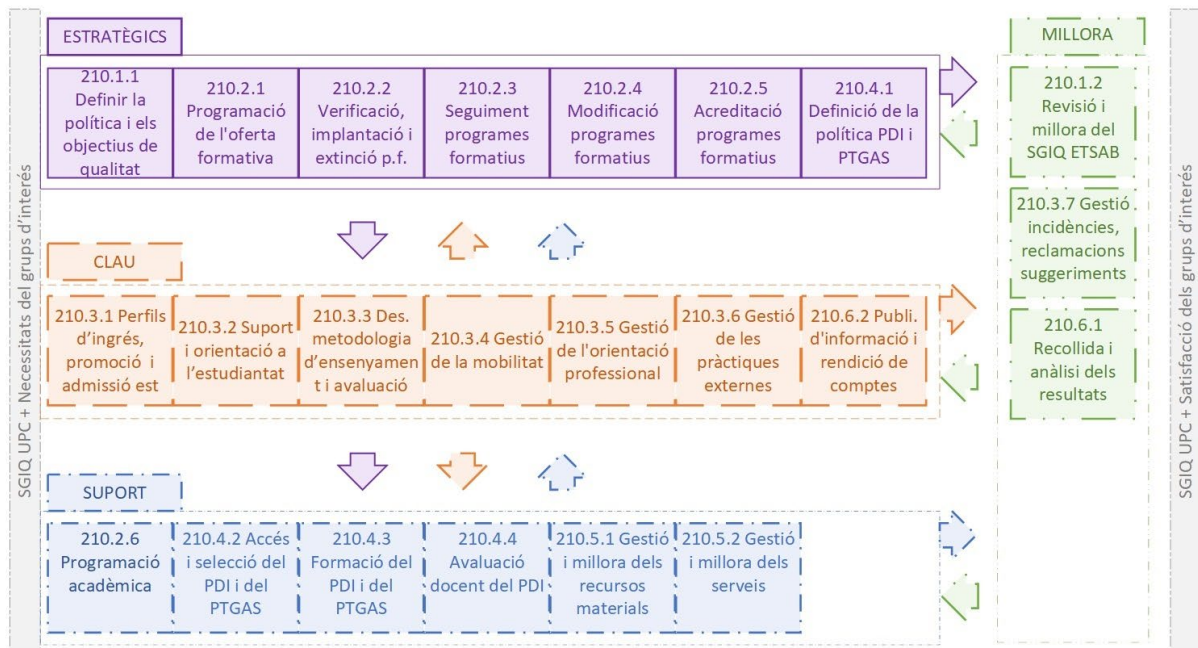 SGIQ UPC + Necessitats del grups d'interés
ESTRATÈGICS
210.1.1
Definir la
política i els
objectius de
qualitat
210.2.1
Programació
de l'oferta
formativa
210.2.2
Verificació,
implantació i
extinció p.f.
210.2.3
Seguiment
programes
formatius
210.2.4
Modificació
programes
formatius
210.2.5
Acreditació
programes
formatius
210.4.1
Definició de la
política PDI i
PTGAS
CLAU
210.3.1 Perfils
d'ingrés,
promoció i
admissió est
210.3.2 Suport
i orientació a
l'estudiantat
210.3.3 Des.
metodologia
d'ensenyamen
t i avaluació
210.3.4 Gestió
de la mobilitat
210.3.5 Gestió
de l'orientació
professional
210.3.6 Gestió
de les
pràctiques
externes
210.6.2 Publi.
d'informació i
rendició de
comptes
SUPORT
210.2.6
Programació
acadèmica
210.4.2 Accés
i selecció del
PDI i del
PTGAS
210.4.3
Formació del
PDI i del
PTGAS
210.4.4
Avaluació
docent del PDI
210.5.1 Gestió
i millora dels
recursos
materials
210.5.2 Gestió
i millora dels
serveis
MILLORA
210.1.2
Revisió i
millora del
SGIQ ETSAB
210.3.7 Gestió
incidències,
reclamacions
suggeriments
210.6.1
Recollida i
anàlisi dels
resultats
SGIQ UPC + Satisfacció dels grups d'interés